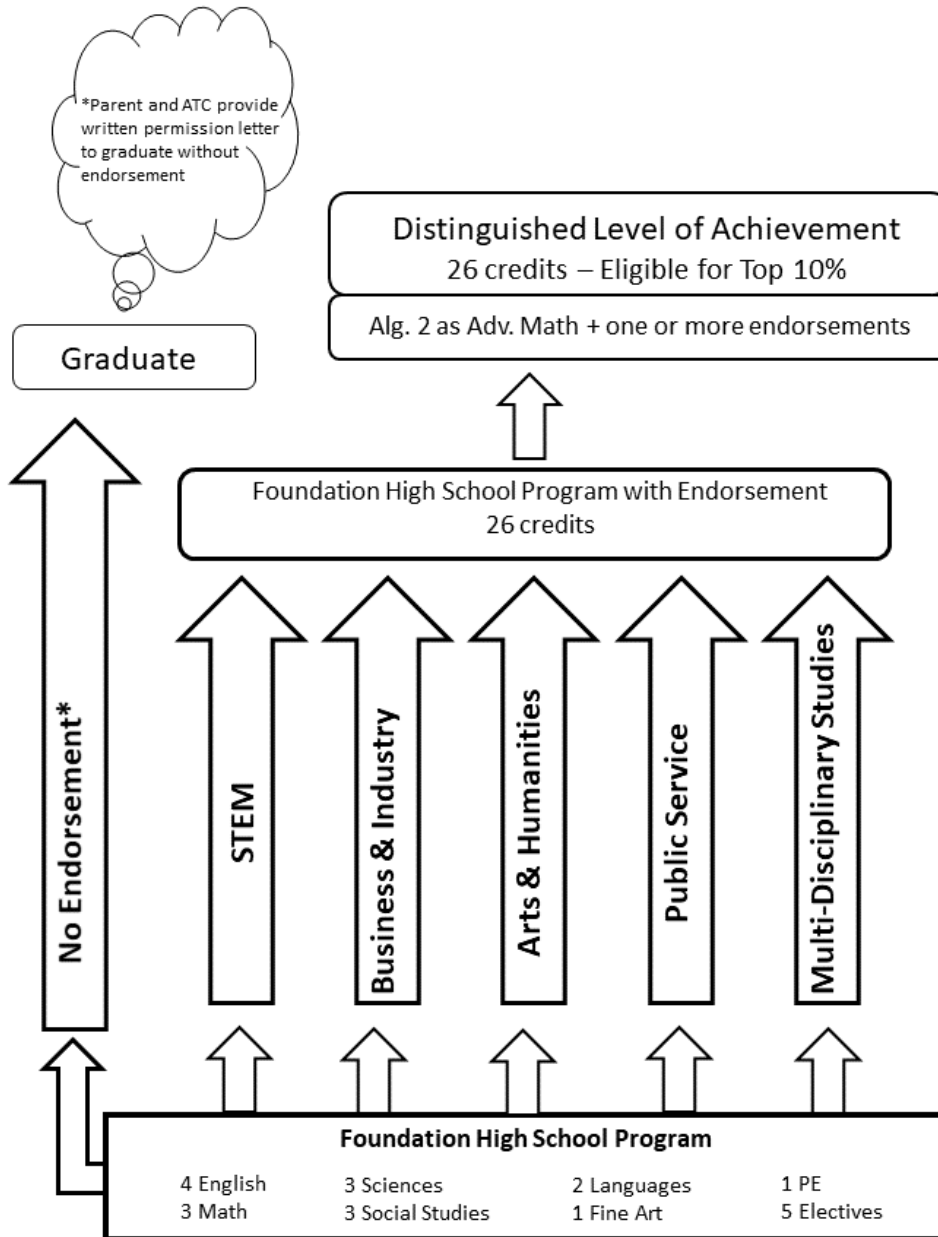 *Parent and ATC provide
written permission letter
to graduate without
endorsement
Distinguished Level of Achievement
26 credits – Eligible for Top 10%
Alg. 2 as Adv. Math + one or more endorsements
Graduate
Foundation High School Program with Endorsement
26 credits
No Endorsement*
STEM
Business & Industry
Arts & Humanities
Public Service
Multi-Disciplinary Studies
Foundation High School Program
4 English
3 Math
3 Sciences
3 Social Studies
2 Languages
1 Fine Art
1 PE
5 Electives